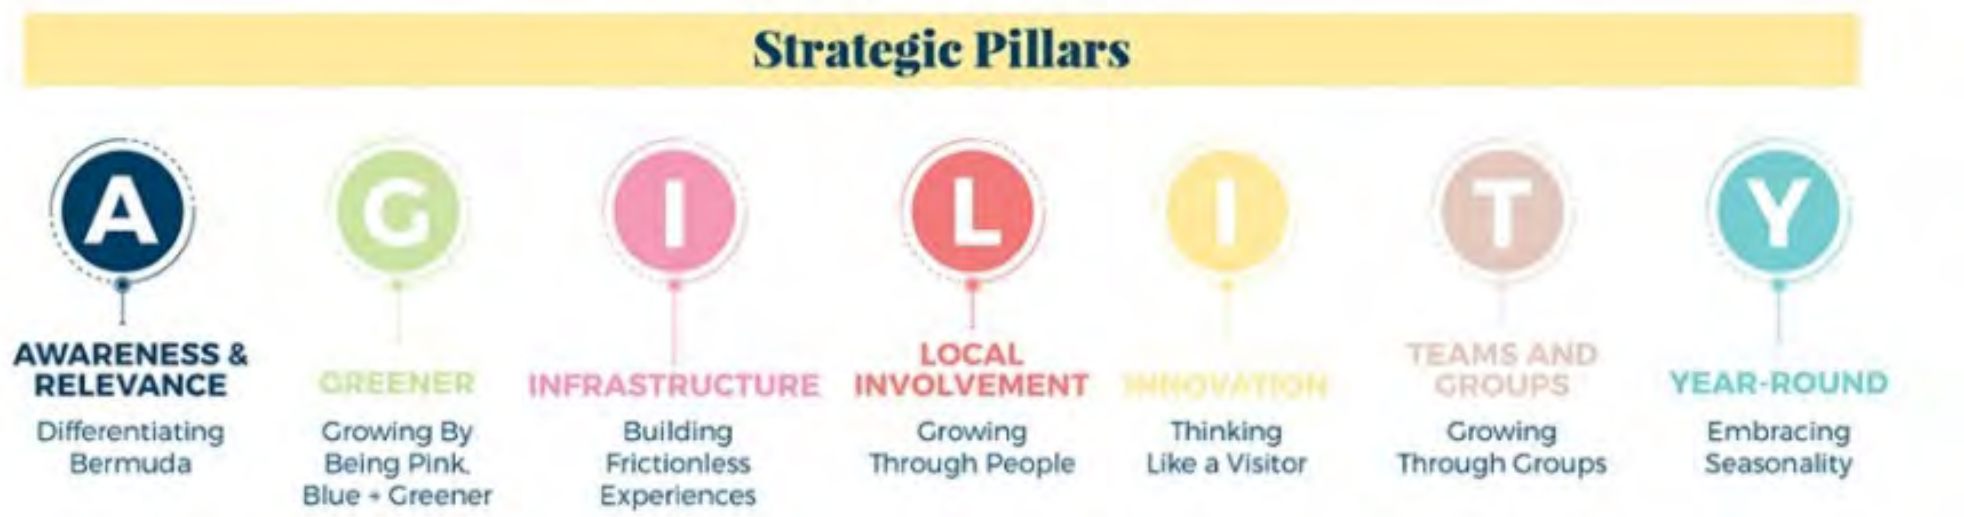 Strategic Pillars
A
G
I
L
I
T
Y
AWARENESS &
RELEVANCE
Differentiating
Bermuda
GREENER
Growing By
Being Pink,
Blue + Greener
INFRASTRUCTURE
Building
Frictionless
Experiences
LOCAL
INVOLVEMENT
Growing
Through People
INNOVATION
Thinking
Like a Visitor
TEAMS AND
GROUPS
Growing
Through Groups
YEAR-ROUND
Embracing
Seasonality